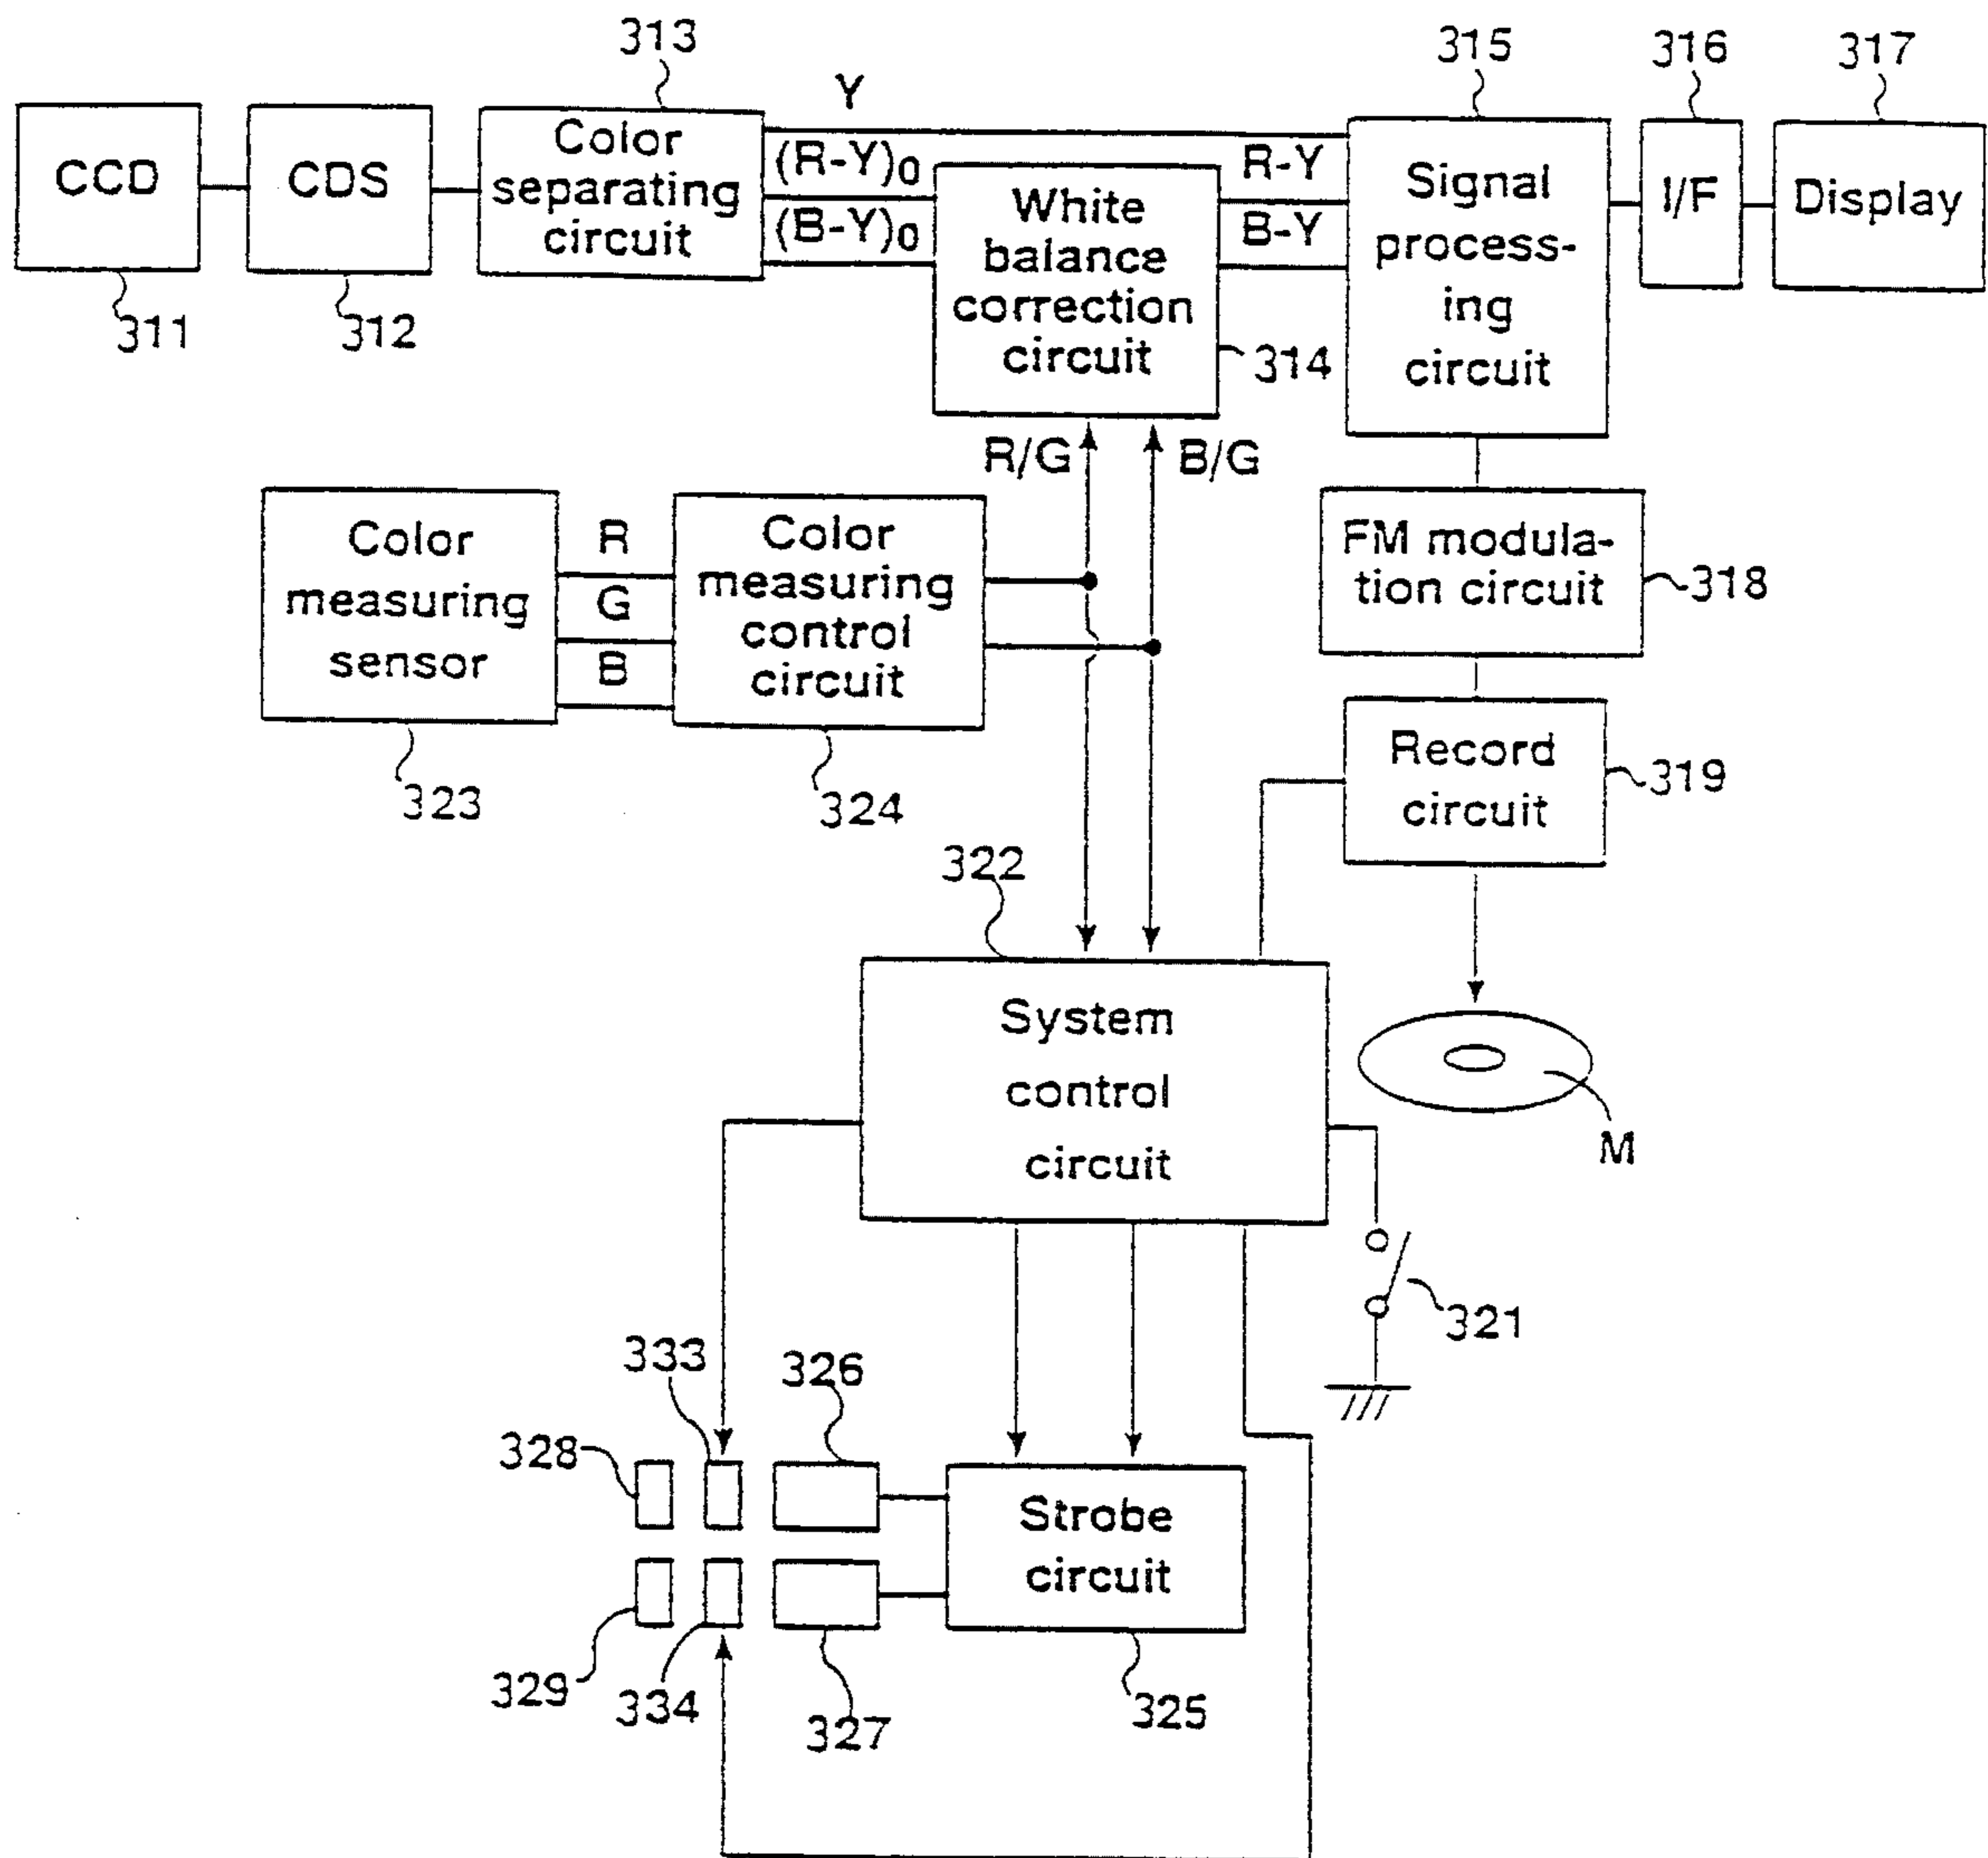 313
315
316
317
CCD
CDS
Color
separating
circuit
Y
(R-Y)0
(B-Y)0
White
balance
correction
circuit
R-Y
B-Y
Signal
process-
ing
circuit
I/F
Display
311
312
314
R/G
B/G
Color
measuring
sensor
R
G
B
Color
measuring
control
circuit
FM modula-
tion circuit
318
323
324
Record
circuit
319
322
System
control
circuit
M
321
333
326
328
Strobe
circuit
329
334
327
325